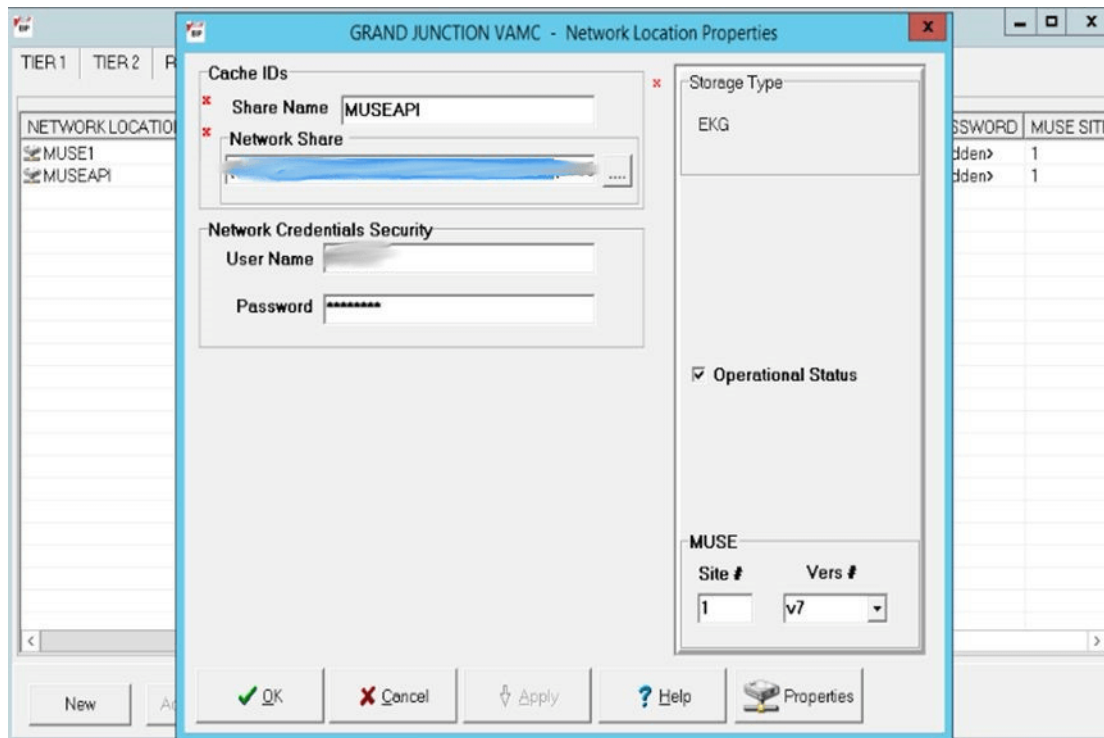 GRAND JUNCTION VAMC - Network Location Properties
X
X
TIER 1 TIER 2
Cache IDs
Share Name MUSEAPI
Network Share
....
Storage Type
EKG
NETWORK LOCATIO
SSWORD MUSE SIT
MUSE1 dden> 1
MUSEAPI dden> 1
Network Credentials Security
User Name
Password ********
Operational Status
MUSE
Site # Vers #
1 v7
New
OK Cancel Apply Help Properties